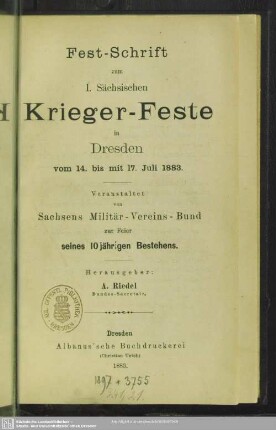 Fest-Schrift
zum
I. Sächsischen
Krieger-Feste
in
Dresden
vom 14. bis mit 17. Juli 1883.
Veranstaltet
von
Sachsens Militär-Vereins-Bund
zur Feier
seines 10jährigen Bestehens.
Herausgeber:
A. Riedel
Bundes-Secretair.
Dresden
Albanus'sche Buchdruckerei
1883.